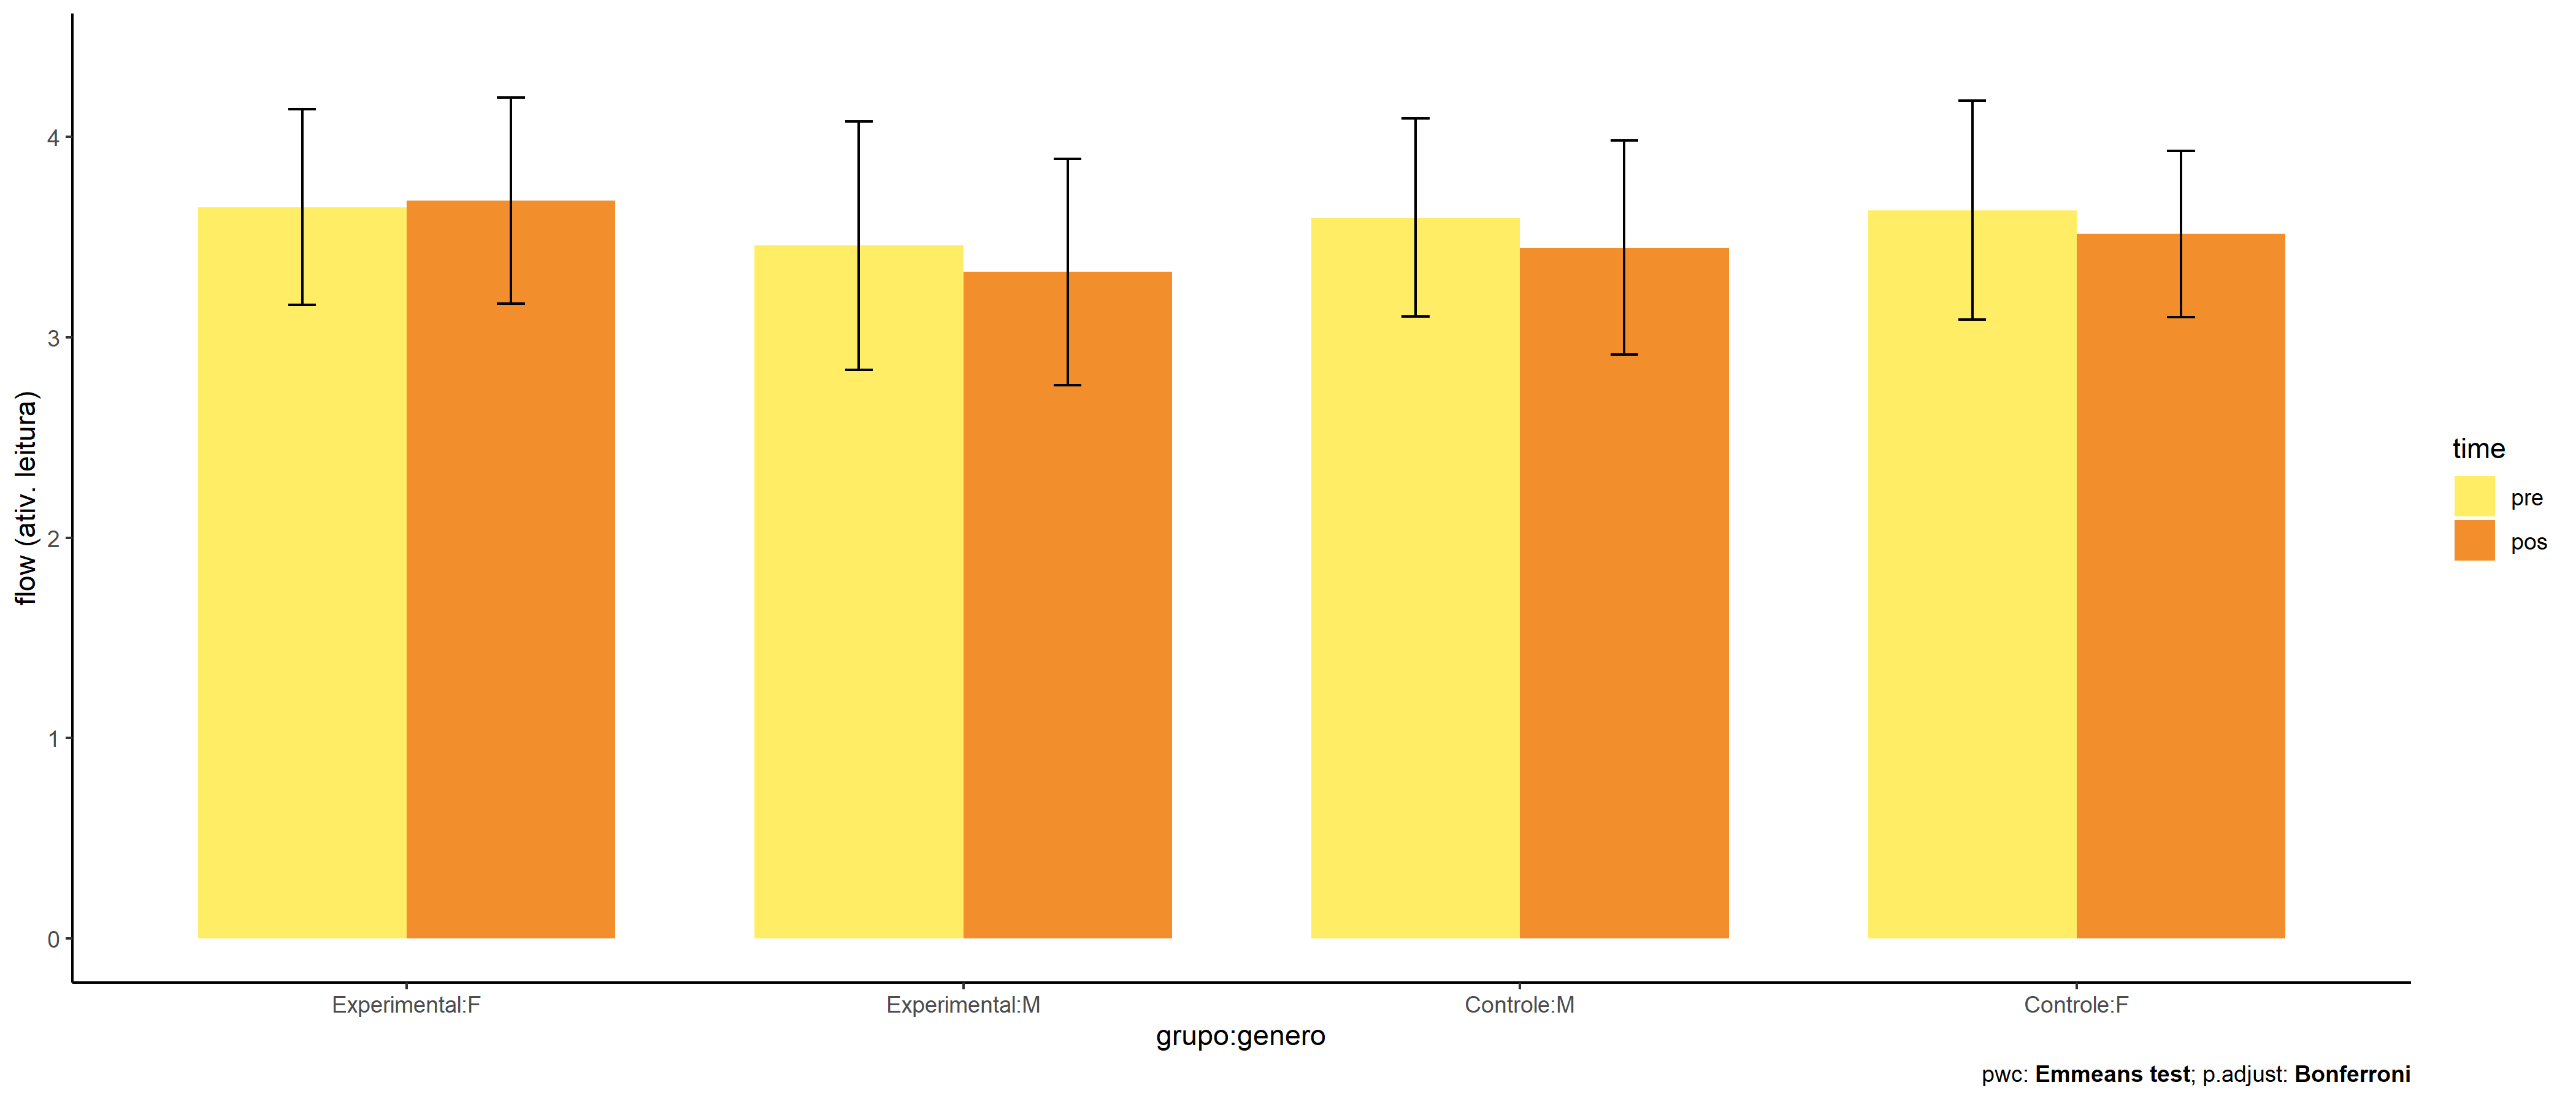 flow (ativ. leitura)
4
3
2
1
0
Experimental:F
Experimental:M
Controle:M
Controle:F
grupo:genero
time
pre
pos
pwc: Emmeans test; p.adjust: Bonferroni